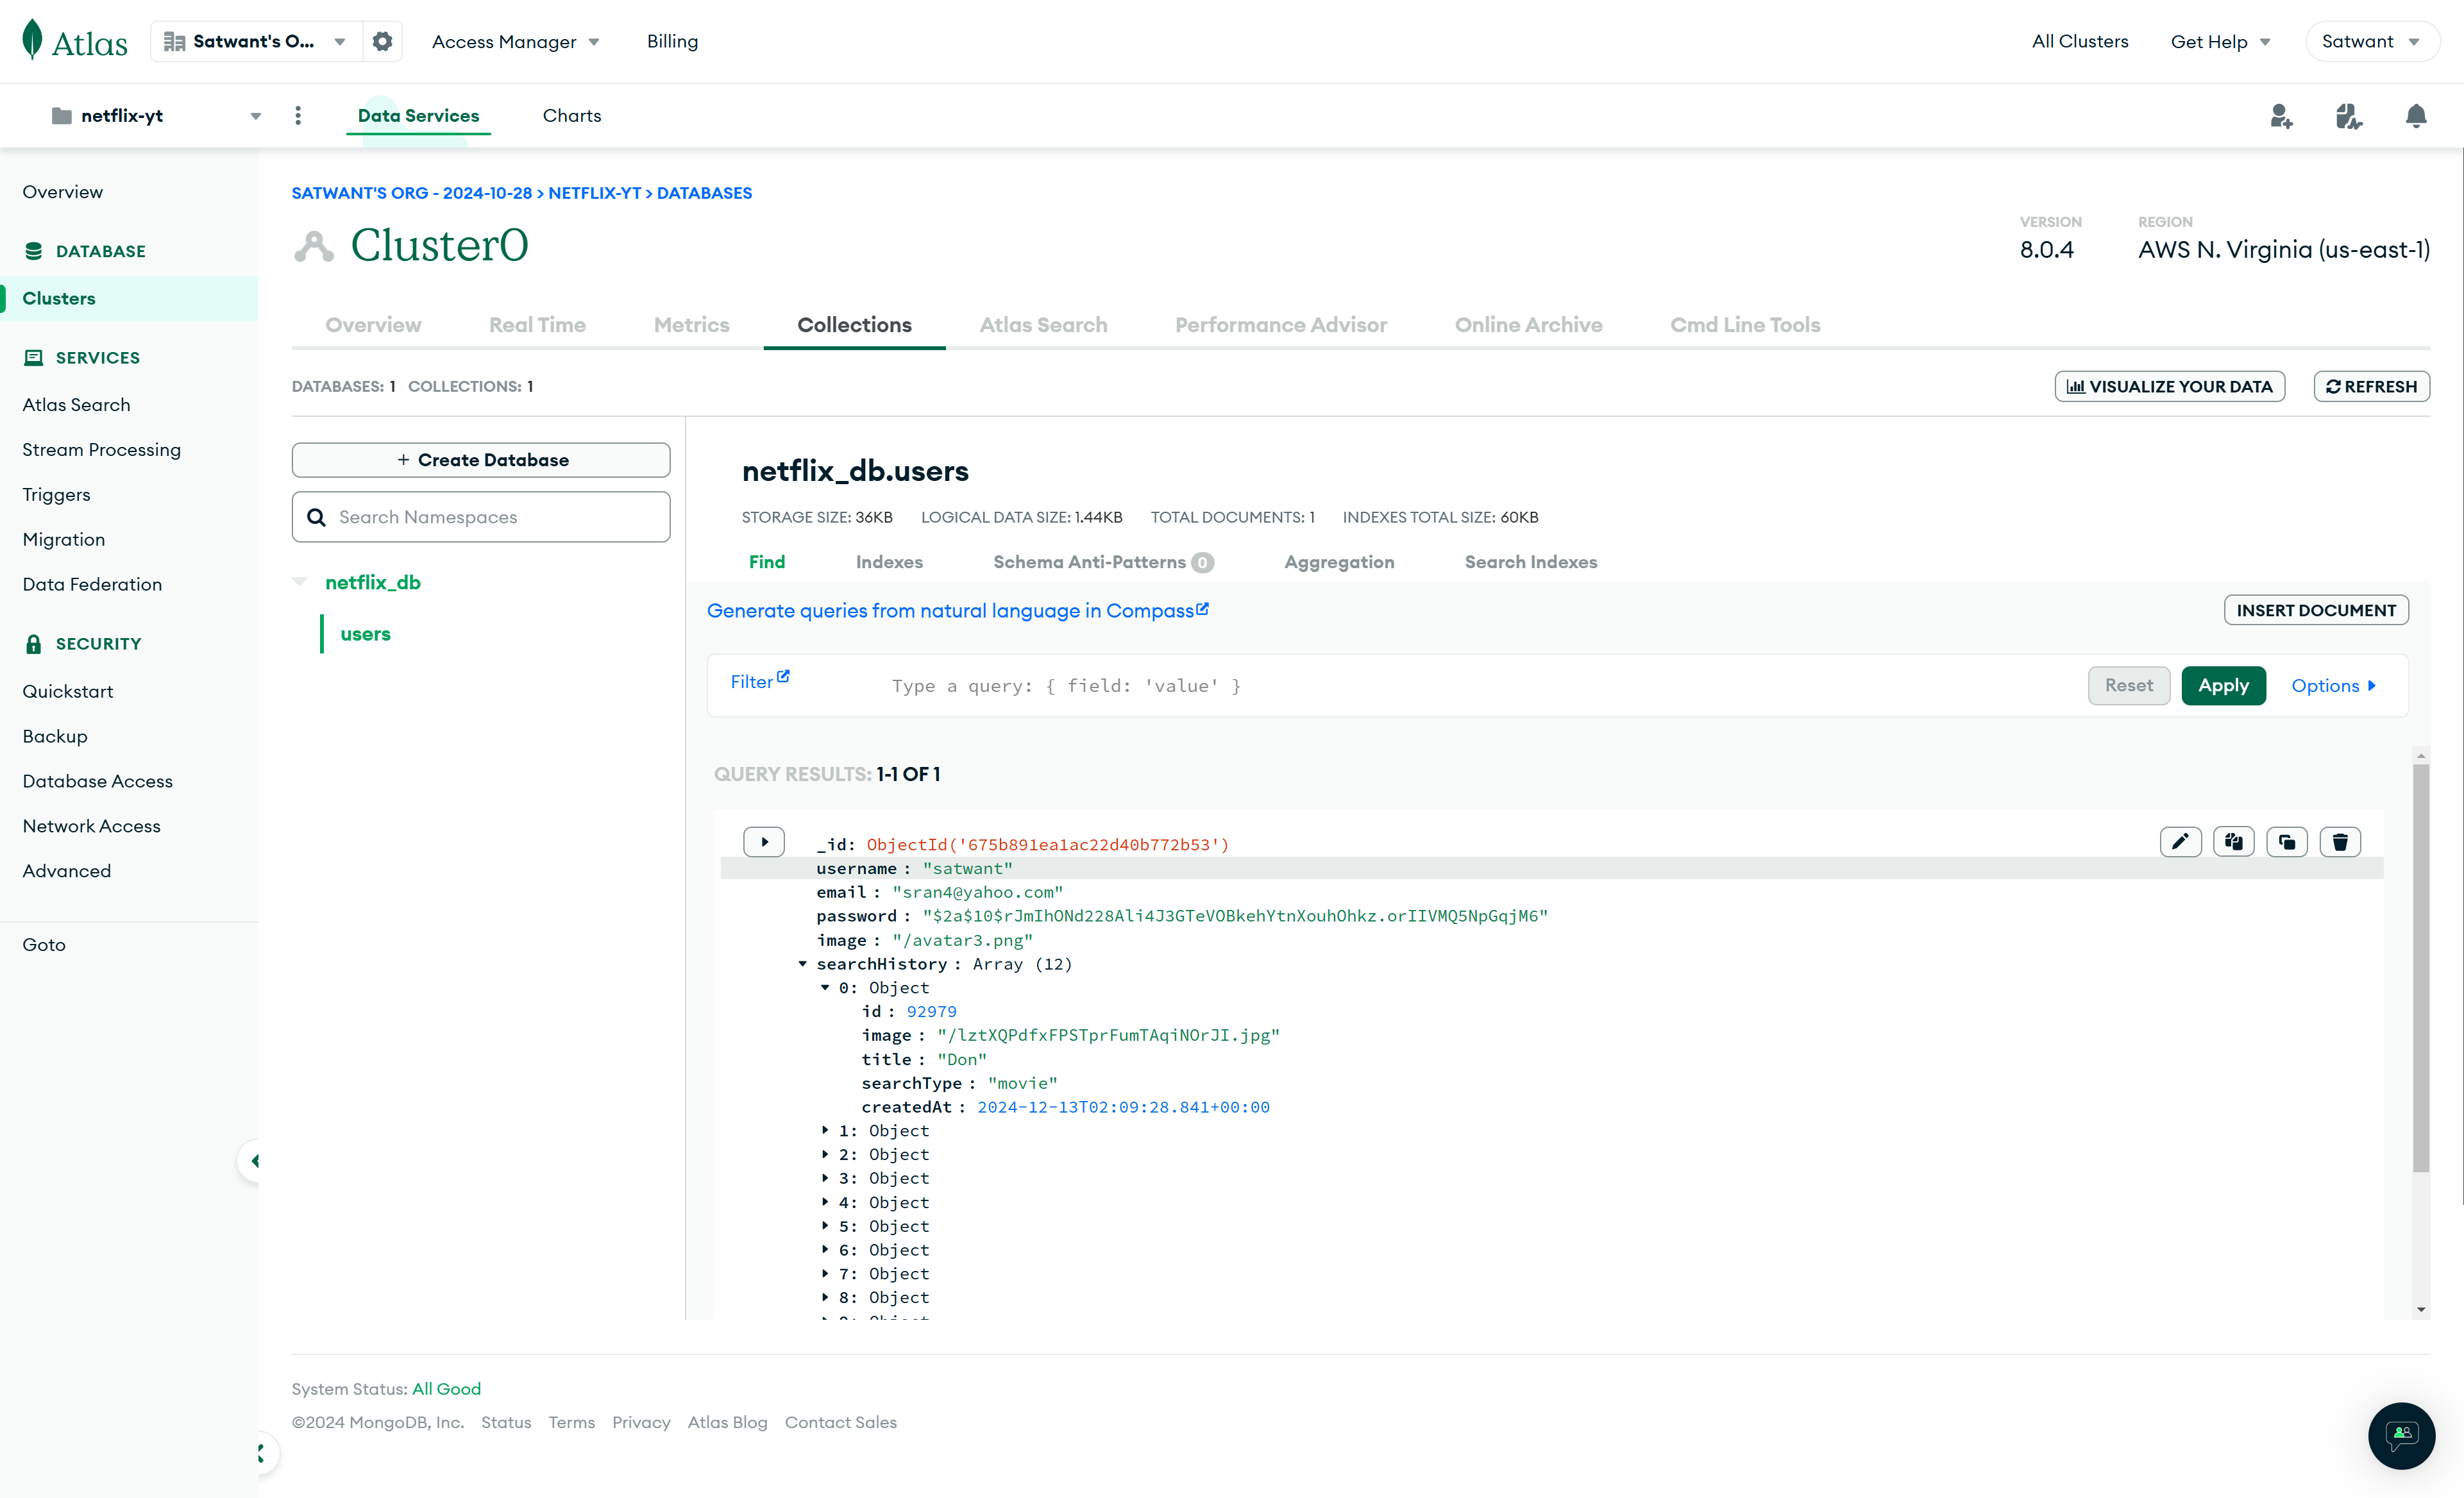 Atlas
Satwant's O...
Access Manager
Billing
All Clusters
Get Help
Satwant
netflix-yt
Data Services
Charts
Overview
DATABASE
Clusters
SERVICES
Atlas Search
Stream Processing
Triggers
Migration
Data Federation
SECURITY
Quickstart
Backup
Database Access
Network Access
Advanced
Goto
SATWANT'S ORG - 2024-10-28 > NETFLIX-YT > DATABASES
Cluster0
VERSION
8.0.4
REGION
AWS N. Virginia (us-east-1)
Overview
Real Time
Metrics
Collections
Atlas Search
Performance Advisor
Online Archive
Cmd Line Tools
DATABASES: 1 COLLECTIONS: 1
VISUALIZE YOUR DATA
REFRESH
+ Create Database
Search Namespaces
netflix_db
users
netflix_db.users
STORAGE SIZE: 36KB LOGICAL DATA SIZE: 1.44KB TOTAL DOCUMENTS: 1 INDEXES TOTAL SIZE: 60KB
Find
Indexes
Schema Anti-Patterns 0
Aggregation
Search Indexes
Generate queries from natural language in Compass
INSERT DOCUMENT
Filter
Type a query: { field: 'value' }
Reset
Apply
Options
QUERY RESULTS: 1-1 OF 1
_id: ObjectId('675b891ea1ac22d40b772b53')
username : "satwant"
email : "sran4@yahoo.com"
password : "$2a$10$rJmIhONd228Ali4J3GTeVOBkehYtnXouhOhkz.orIIVMQ5NpGqjM6"
image : "/avatar3.png"
searchHistory : Array (12)
0: Object
id : 92979
image : "/lztXQPdfxFPSTprFumTAqiNOrJI.jpg"
title : "Don"
searchType : "movie"
createdAt : 2024-12-13T02:09:28.841+00:00
1: Object
2: Object
3: Object
4: Object
5: Object
6: Object
7: Object
8: Object
System Status: All Good
©2024 MongoDB, Inc. Status Terms Privacy Atlas Blog Contact Sales